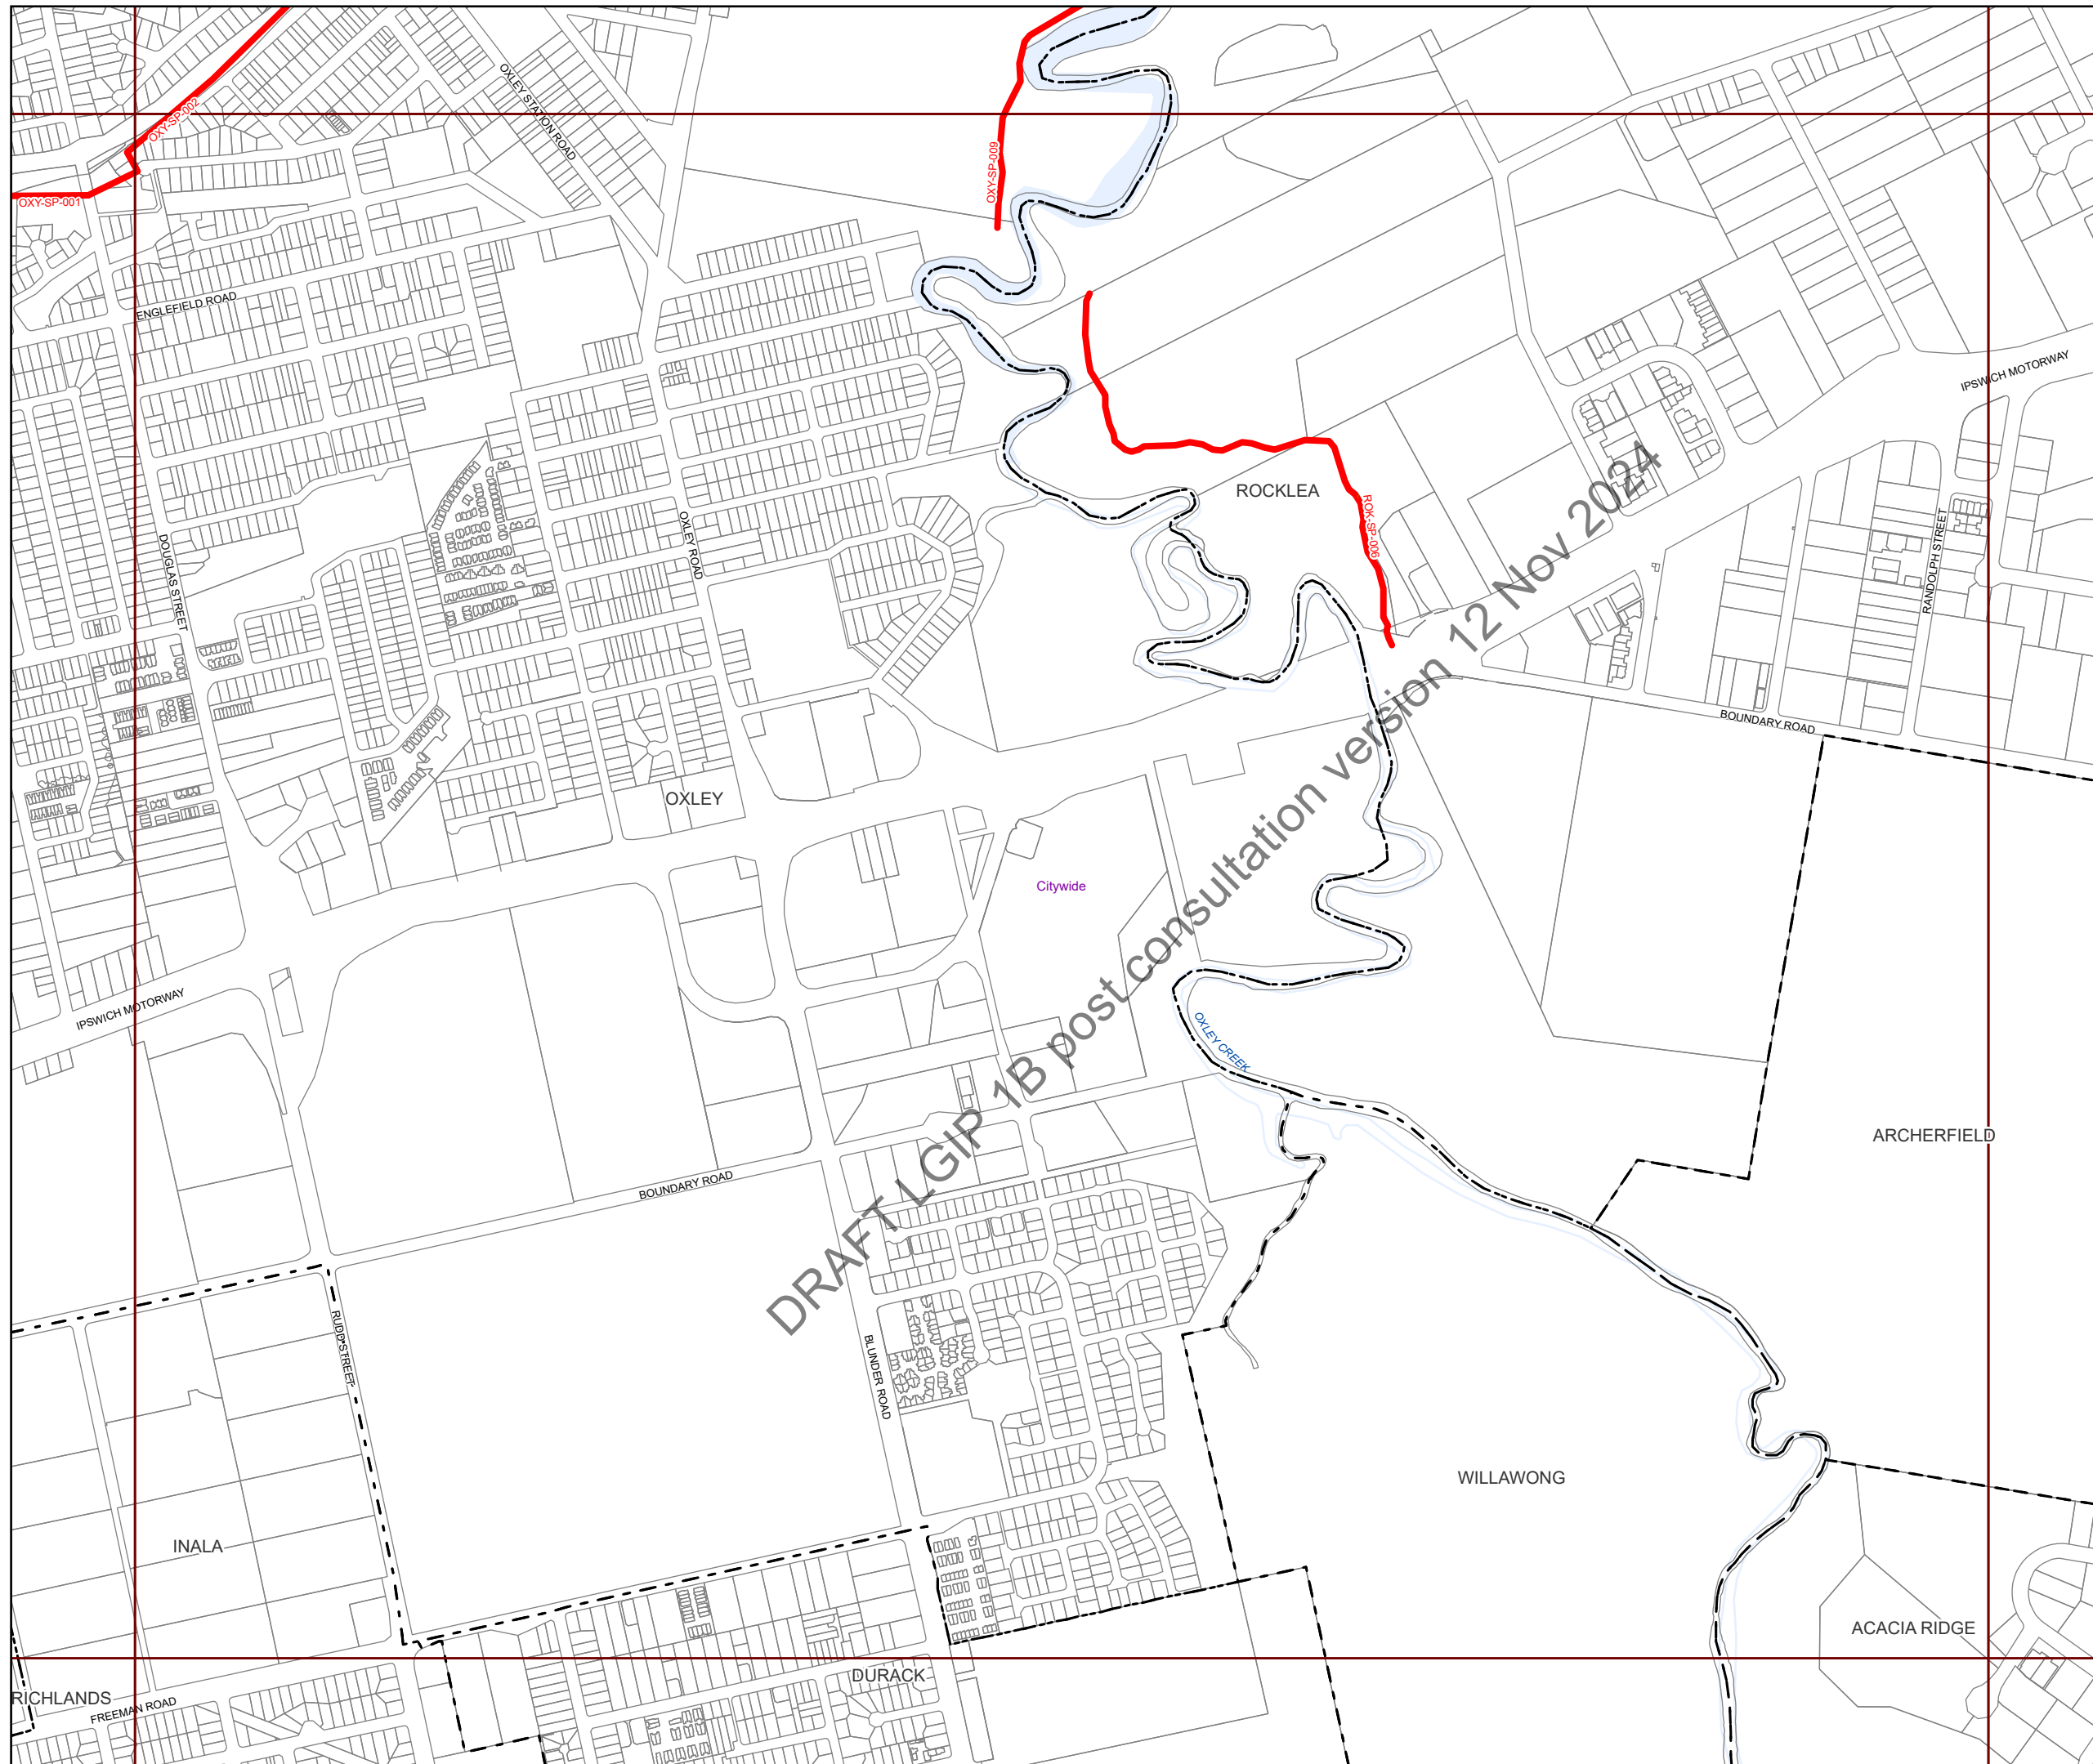 OXLEY STATION ROAD
OXY-SP-002
OXY-SP-009
OXY-SP-001
ENGLEFIELD ROAD
IPSWICH MOTORWAY
ROCKLEA
ROK-SP-006
OXLEY ROAD
DOUGLAS STREET
RANDOLPH STREET
BOUNDARY ROAD
OXLEY
Citywide
IPSWICH MOTORWAY
OXLEY CREEK
DRAFT LGIP 1B post consultation version 12 Nov 2024
ARCHERFIELD
BOUNDARY ROAD
RUDD STREET
BLUNDER ROAD
WILLAWONG
INALA
ACACIA RIDGE
DURACK
RICHLANDS
FREEMAN ROAD